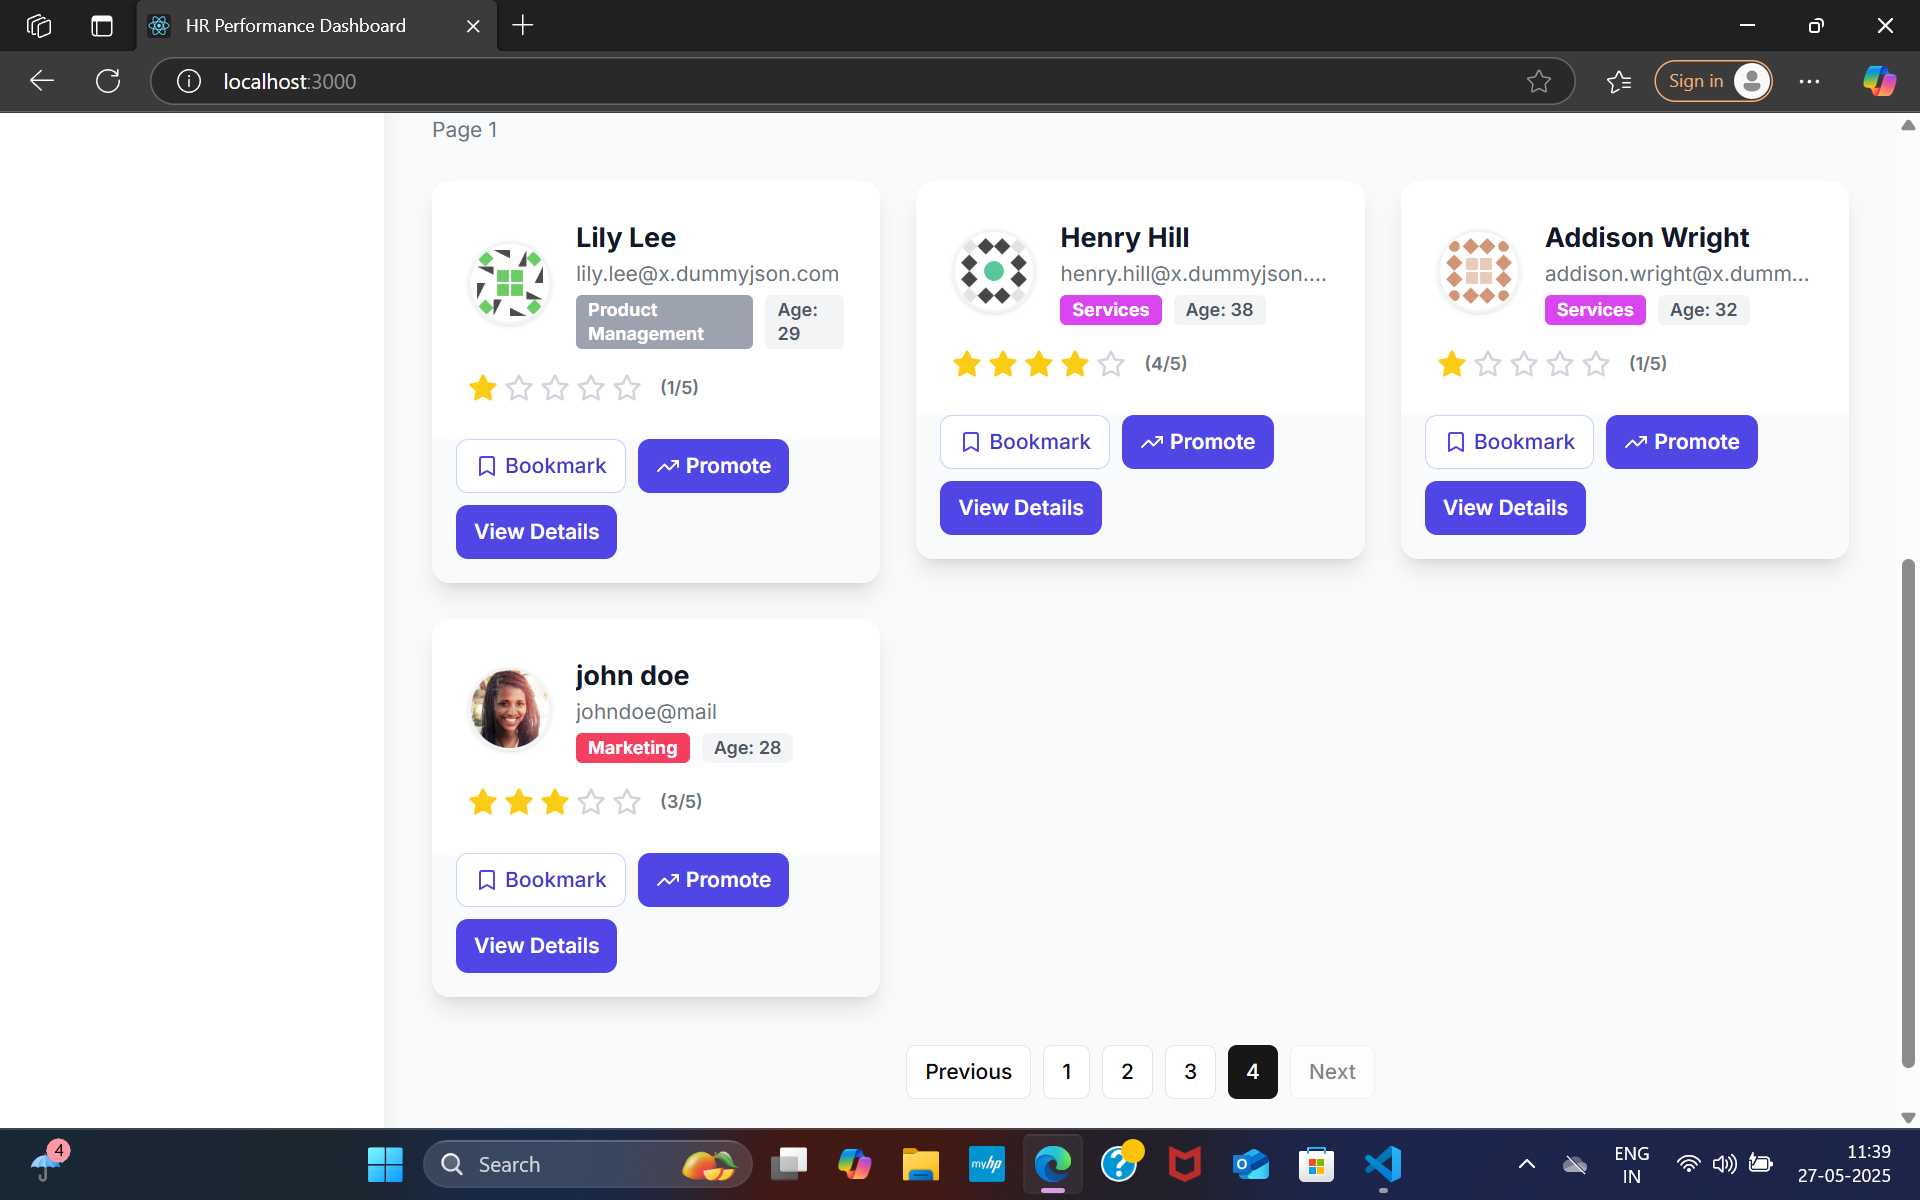 HR Performance Dashboard
localhost:3000
Sign in
Page 1
Lily Lee
lily.lee@x.dummyjson.com
Product
Management
Age:
29
(1/5)
Bookmark
Promote
View Details
Henry Hill
henry.hill@x.dummyjson....
Services
Age: 38
(4/5)
Bookmark
Promote
View Details
Addison Wright
addison.wright@x.dumm...
Services
Age: 32
(1/5)
Bookmark
Promote
View Details
john doe
johndoe@mail
Marketing
Age: 28
(3/5)
Bookmark
Promote
View Details
Previous 1 2 3 4 Next
4
Search
myhp
ENG
IN
11:39
27-05-2025